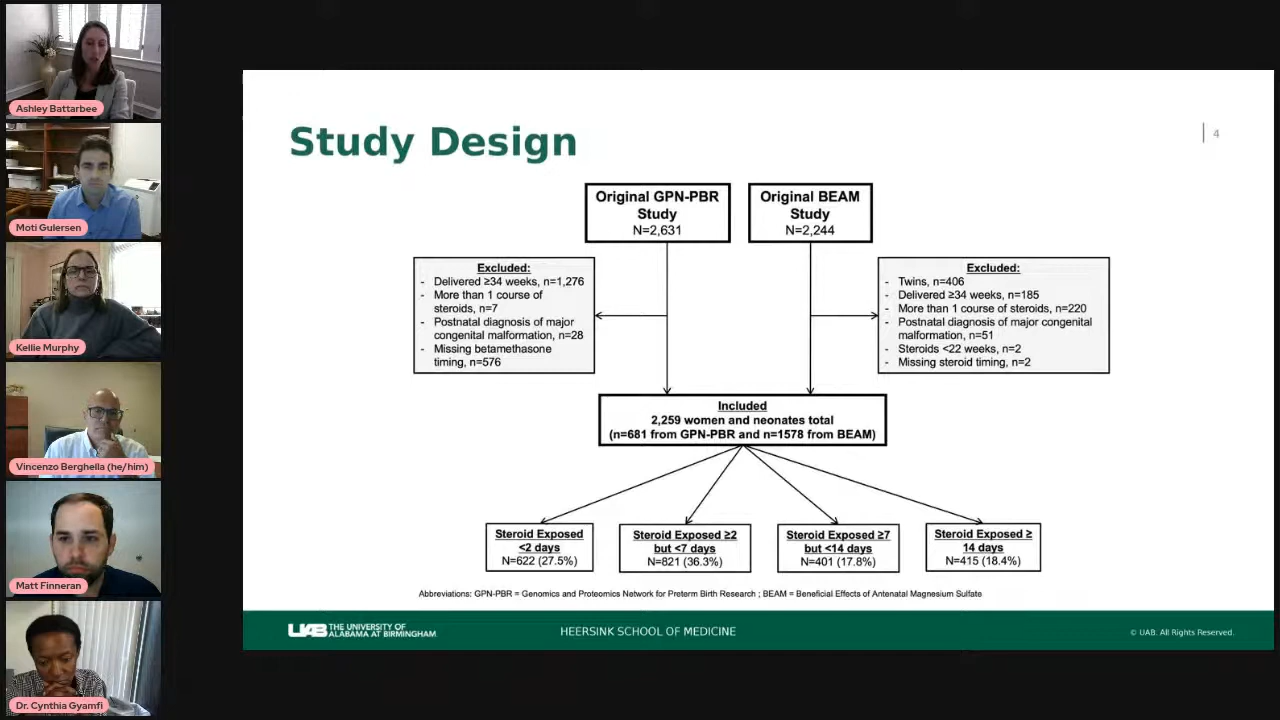 Ashley Battarbee
Moti Gulersen
Kellie Murphy
Vincenzo Berghella (he/him)
Matt Finneran
Dr. Cynthia Gyamfi
Study Design
4
Original GPN-PBR
Study
N=2,631
Original BEAM
Study
N=2,244
Excluded:
- Delivered ≥34 weeks, n=1,276
- More than 1 course of
steroids, n=7
- Postnatal diagnosis of major
congenital malformation, n=28
- Missing betamethasone
timing, n=576
Excluded:
- Twins, n=406
- Delivered ≥34 weeks, n=185
- More than 1 course of steroids, n=220
- Postnatal diagnosis of major congenital
malformation, n=51
- Steroids <22 weeks, n=2
- Missing steroid timing, n=2
Included
2,259 women and neonates total
(n=681 from GPN-PBR and n=1578 from BEAM)
Steroid Exposed
<2 days
N=622 (27.5%)
Steroid Exposed ≥2
but <7 days
N=821 (36.3%)
Steroid Exposed ≥7
but <14 days
N=401 (17.8%)
Steroid Exposed ≥
14 days
N=415 (18.4%)
Abbreviations: GPN-PBR = Genomics and Proteomics Network for Preterm Birth Research ; BEAM = Beneficial Effects of Antenatal Magnesium Sulfate
UAB THE UNIVERSITY OF
ALABAMA AT BIRMINGHAM
HEERSINK SCHOOL OF MEDICINE
© UAB. All Rights Reserved.